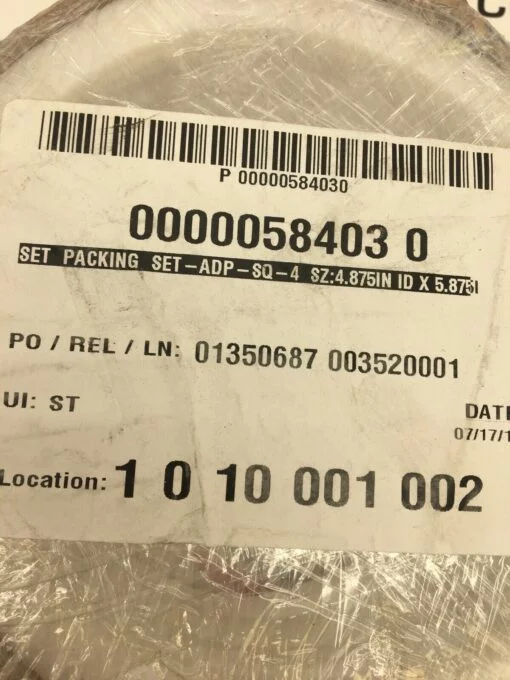 C
P 00000584030
0000058403 0
SET PACKING SET-ADP-SQ-4 SZ:4.875IN ID X 5.875I
PO / REL / LN: 01350687 003520001
UI: ST
DATE
07/17/1
Location: 1 0 10 001 002